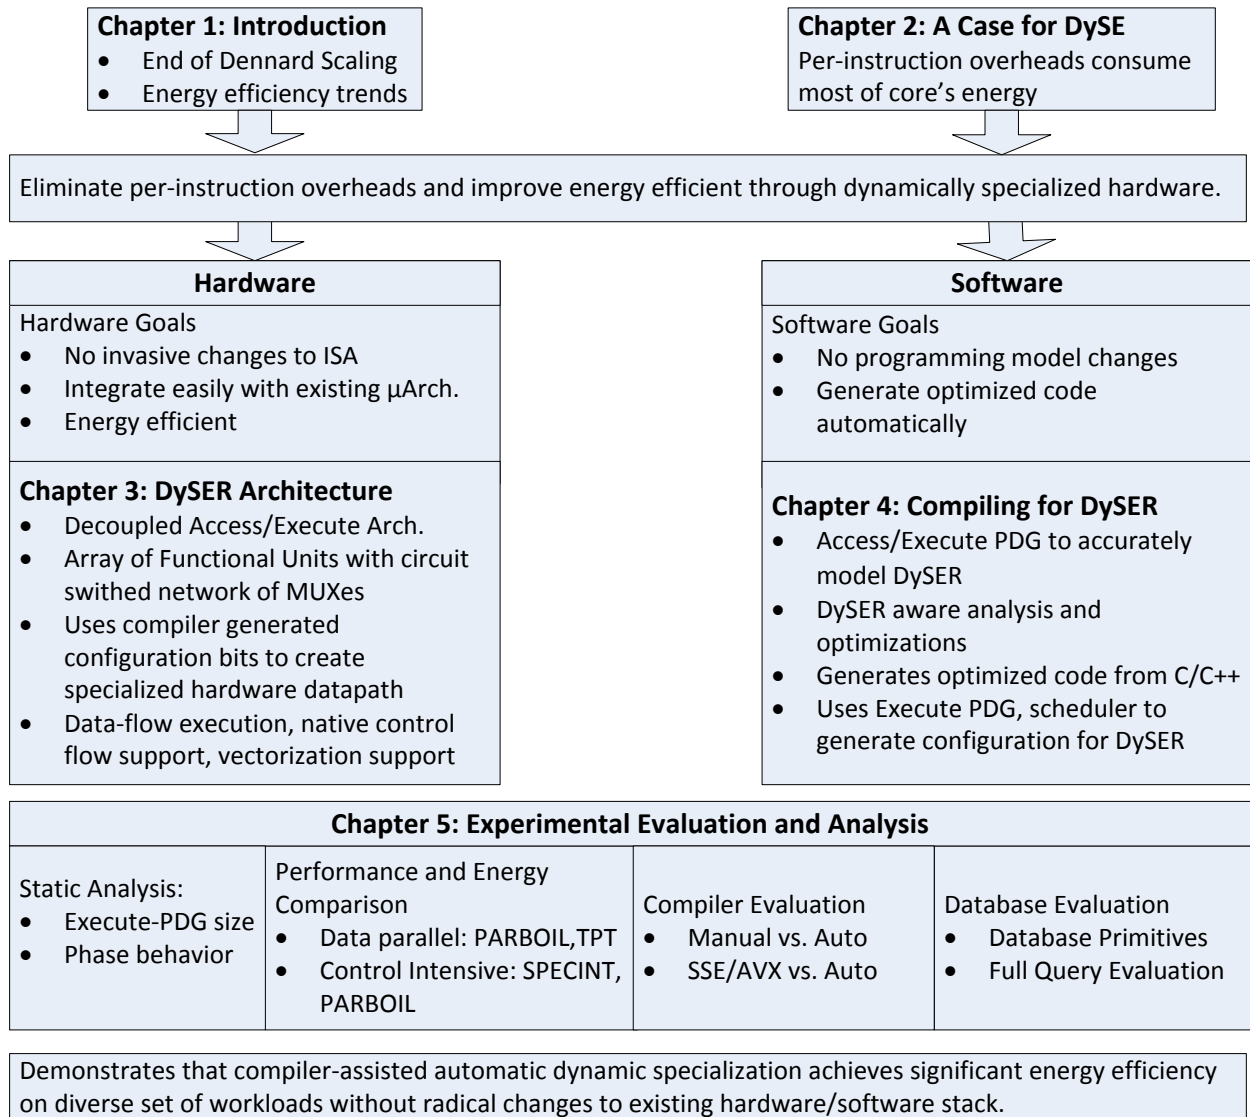 Chapter 1: Introduction
• End of Dennard Scaling
• Energy efficiency trends
Chapter 2: A Case for DySE
Per-instruction overheads consume
most of core's energy
Eliminate per-instruction overheads and improve energy efficient through dynamically specialized hardware.
Hardware
Hardware Goals
• No invasive changes to ISA
• Integrate easily with existing µArch.
• Energy efficient
Chapter 3: DySER Architecture
• Decoupled Access/Execute Arch.
• Array of Functional Units with circuit
swithed network of MUXes
• Uses compiler generated
configuration bits to create
specialized hardware datapath
• Data-flow execution, native control
flow support, vectorization support
Software
Software Goals
• No programming model changes
• Generate optimized code
automatically
Chapter 4: Compiling for DySER
• Access/Execute PDG to accurately
model DySER
• DySER aware analysis and
optimizations
• Generates optimized code from C/C++
• Uses Execute PDG, scheduler to
generate configuration for DySER
Chapter 5: Experimental Evaluation and Analysis
Static Analysis:
• Execute-PDG size
• Phase behavior
Performance and Energy
Comparison
• Data parallel: PARBOIL,TPT
• Control Intensive: SPECINT,
PARBOIL
Compiler Evaluation
• Manual vs. Auto
• SSE/AVX vs. Auto
Database Evaluation
• Database Primitives
• Full Query Evaluation
Demonstrates that compiler-assisted automatic dynamic specialization achieves significant energy efficiency
on diverse set of workloads without radical changes to existing hardware/software stack.